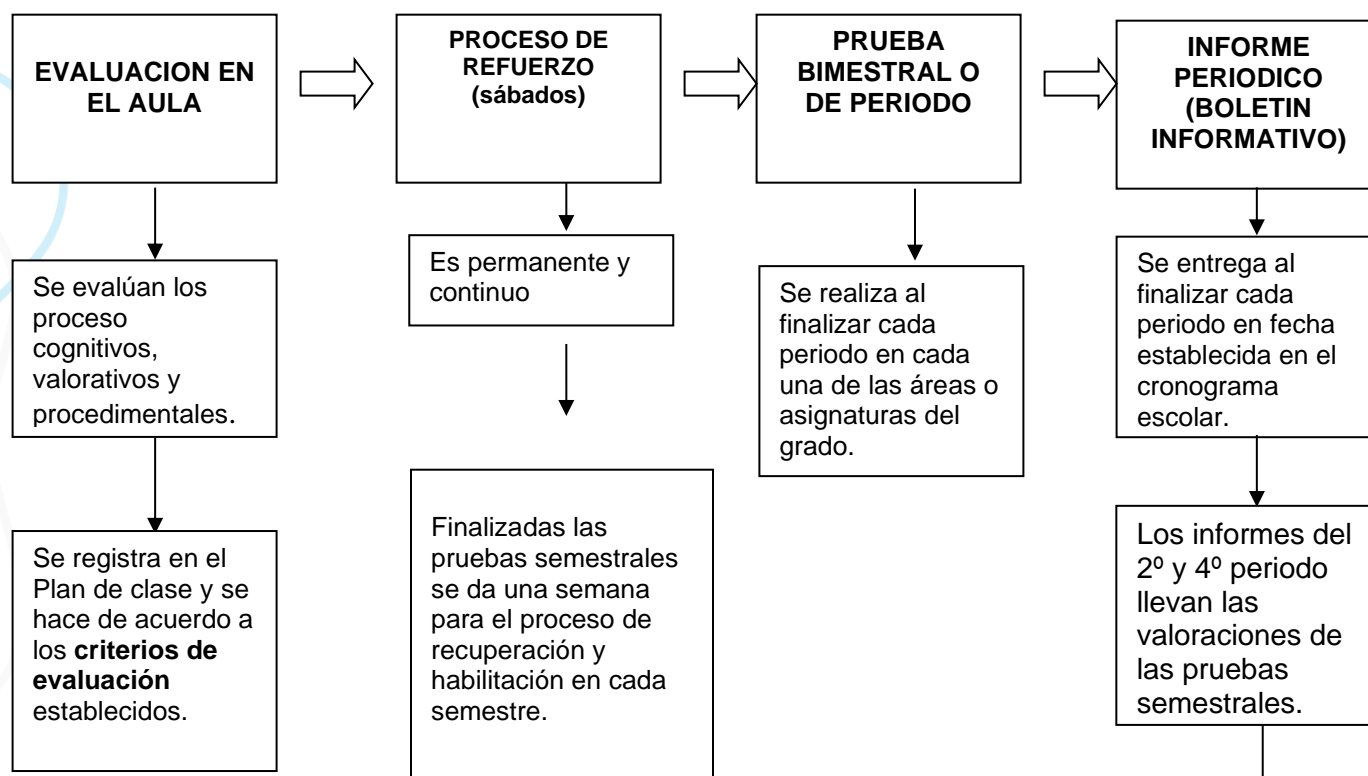 EVALUACION EN
EL AULA
PROCESO DE
REFUERZO
(sábados)
PRUEBA
BIMESTRAL O
DE PERIODO
INFORME
PERIODICO
(BOLETIN
INFORMATIVO)
Se evalúan los
proceso
cognitivos,
valorativos y
procedimentales.
Es permanente y
continuo
Se realiza al
finalizar cada
periodo en cada
una de las áreas o
asignaturas del
grado.
Se entrega al
finalizar cada
periodo en fecha
establecida en el
cronograma
escolar.
Se registra en el
Plan de clase y se
hace de acuerdo a
los criterios de
evaluación
establecidos.
Finalizadas las
pruebas semestrales
se da una semana
para el proceso de
recuperación y
habilitación en cada
semestre.
Los informes del
2º y 4º periodo
llevan las
valoraciones de
las pruebas
semestrales.